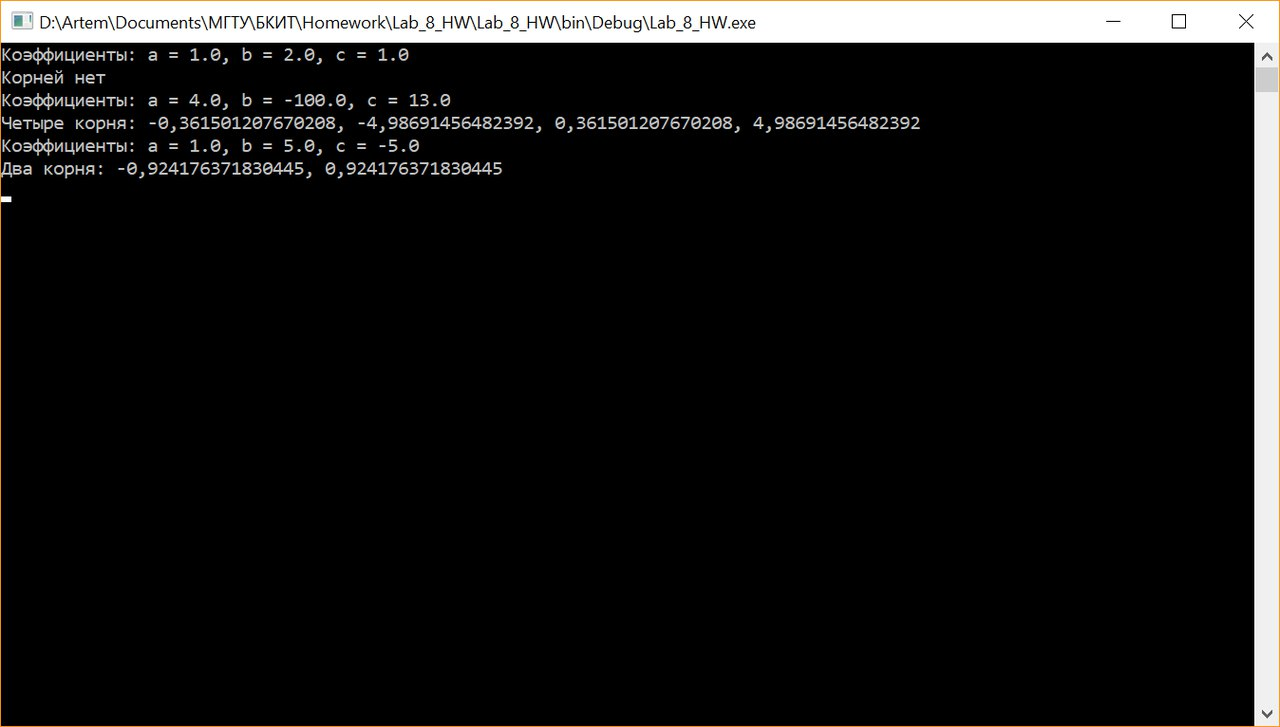 D:\Artem\Documents\МГТУ\БКИТ\Homework\Lab_8_HW\Lab_8_HW\bin\Debug\Lab_8_HW.exe
Коэффициенты: a = 1.0, b = 2.0, c = 1.0
Корней нет
Коэффициенты: a = 4.0, b = -100.0, c = 13.0
Четыре корня: -0,361501207670208, -4,98691456482392, 0,361501207670208, 4,98691456482392
Коэффициенты: a = 1.0, b = 5.0, c = -5.0
Два корня: -0,924176371830445, 0,924176371830445